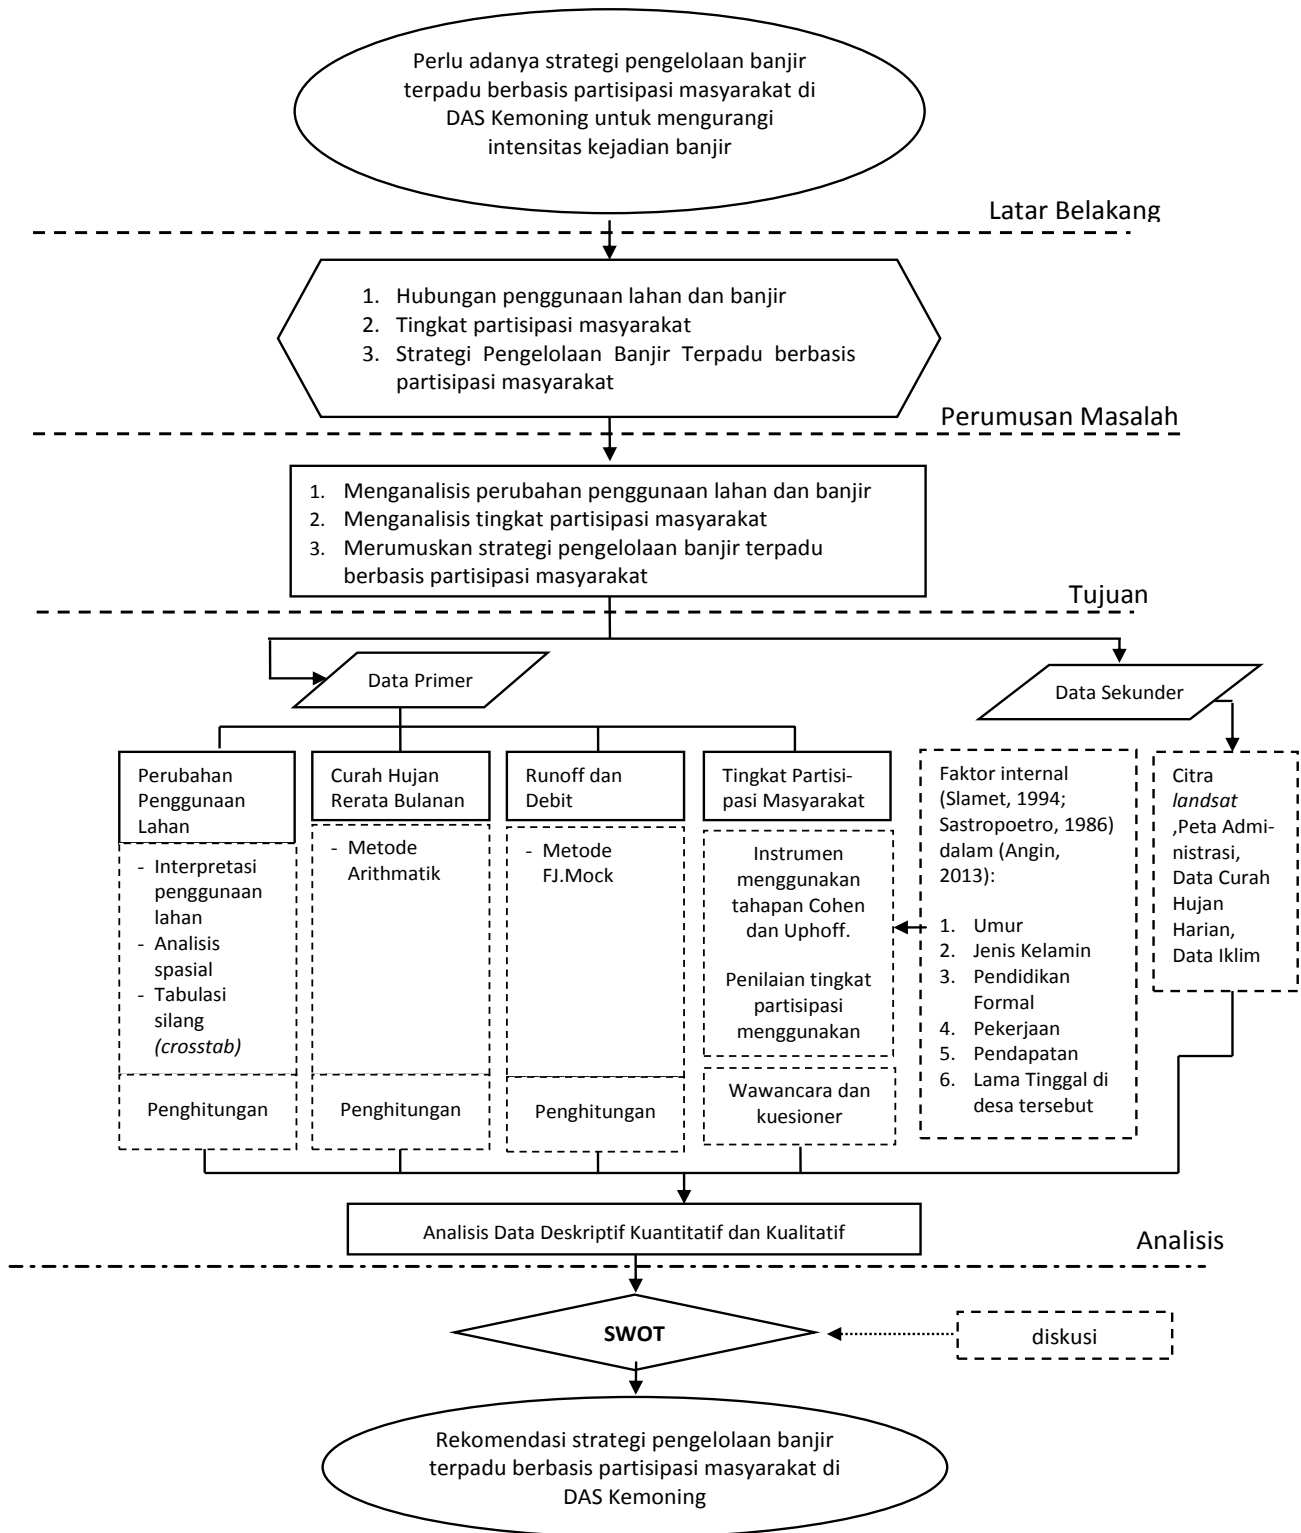 Perlu adanya strategi pengelolaan banjir
terpadu berbasis partisipasi masyarakat di
DAS Kemoning untuk mengurangi
intensitas kejadian banjir
Latar Belakang
1. Hubungan penggunaan lahan dan banjir
2. Tingkat partisipasi masyarakat
3. Strategi Pengelolaan Banjir Terpadu berbasis
partisipasi masyarakat
Perumusan Masalah
1. Menganalisis perubahan penggunaan lahan dan banjir
2. Menganalisis tingkat partisipasi masyarakat
3. Merumuskan strategi pengelolaan banjir terpadu
berbasis partisipasi masyarakat
Tujuan
Data Primer
Data Sekunder
Perubahan
Penggunaan
Lahan
- Interpretasi
penggunaan
lahan
- Analisis
spasial
- Tabulasi
silang
(crosstab)
Penghitungan
Curah Hujan
Rerata Bulanan
- Metode
Arithmatik
Penghitungan
Runoff dan
Debit
- Metode
FJ.Mock
Penghitungan
Tingkat Partisi-
pasi Masyarakat
Instrumen
menggunakan
tahapan Cohen
dan Uphoff.
Penilaian tingkat
partisipasi
menggunakan
Wawancara dan
kuesioner
Faktor internal
(Slamet, 1994;
Sastropoetro, 1986)
dalam (Angin,
2013):
1. Umur
2. Jenis Kelamin
3. Pendidikan
Formal
4. Pekerjaan
5. Pendapatan
6. Lama Tinggal di
desa tersebut
Citra
landsat
,Peta Admi-
nistrasi,
Data Curah
Hujan
Harian,
Data Iklim
Analisis Data Deskriptif Kuantitatif dan Kualitatif
Analisis
SWOT
diskusi
Rekomendasi strategi pengelolaan banjir
terpadu berbasis partisipasi masyarakat di
DAS Kemoning